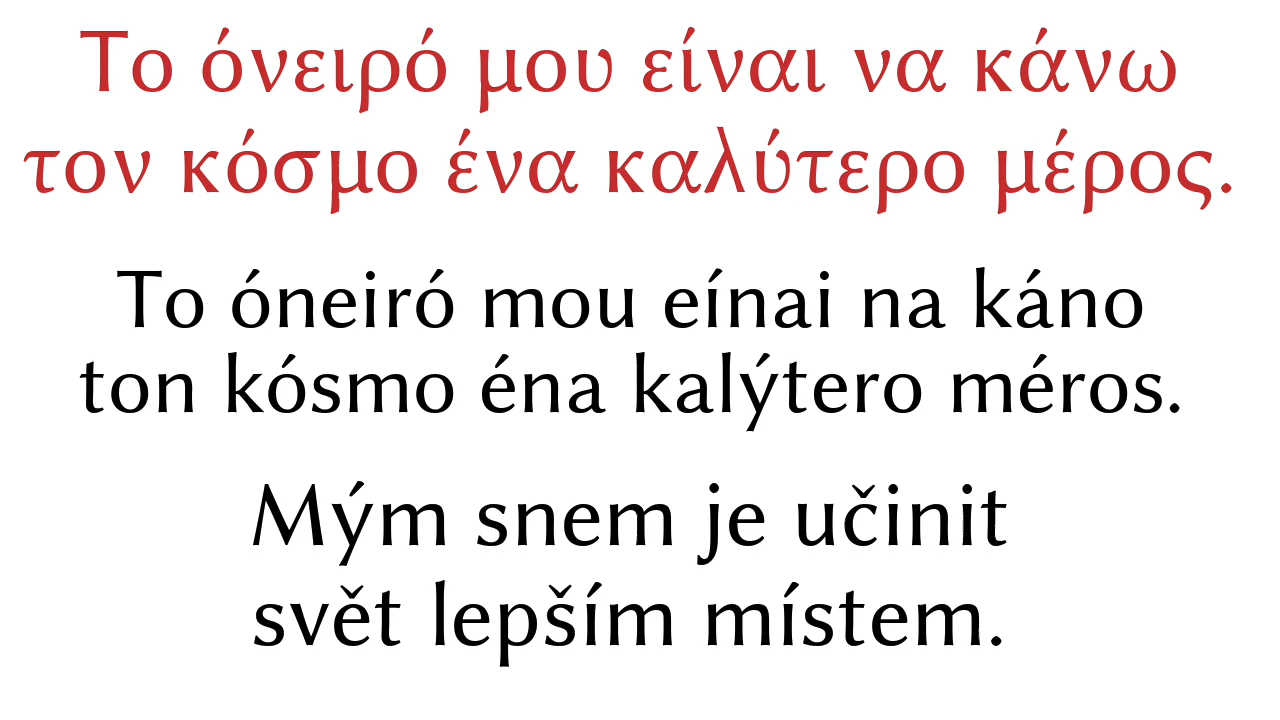 Το όνειρό μου είναι να κάνω
τον κόσμο ένα καλύτερο μέρος.
To óneiró mou eínai na káno
ton kósmo éna kalýtero méros.
Mým snem je učinit
svět lepším místem.